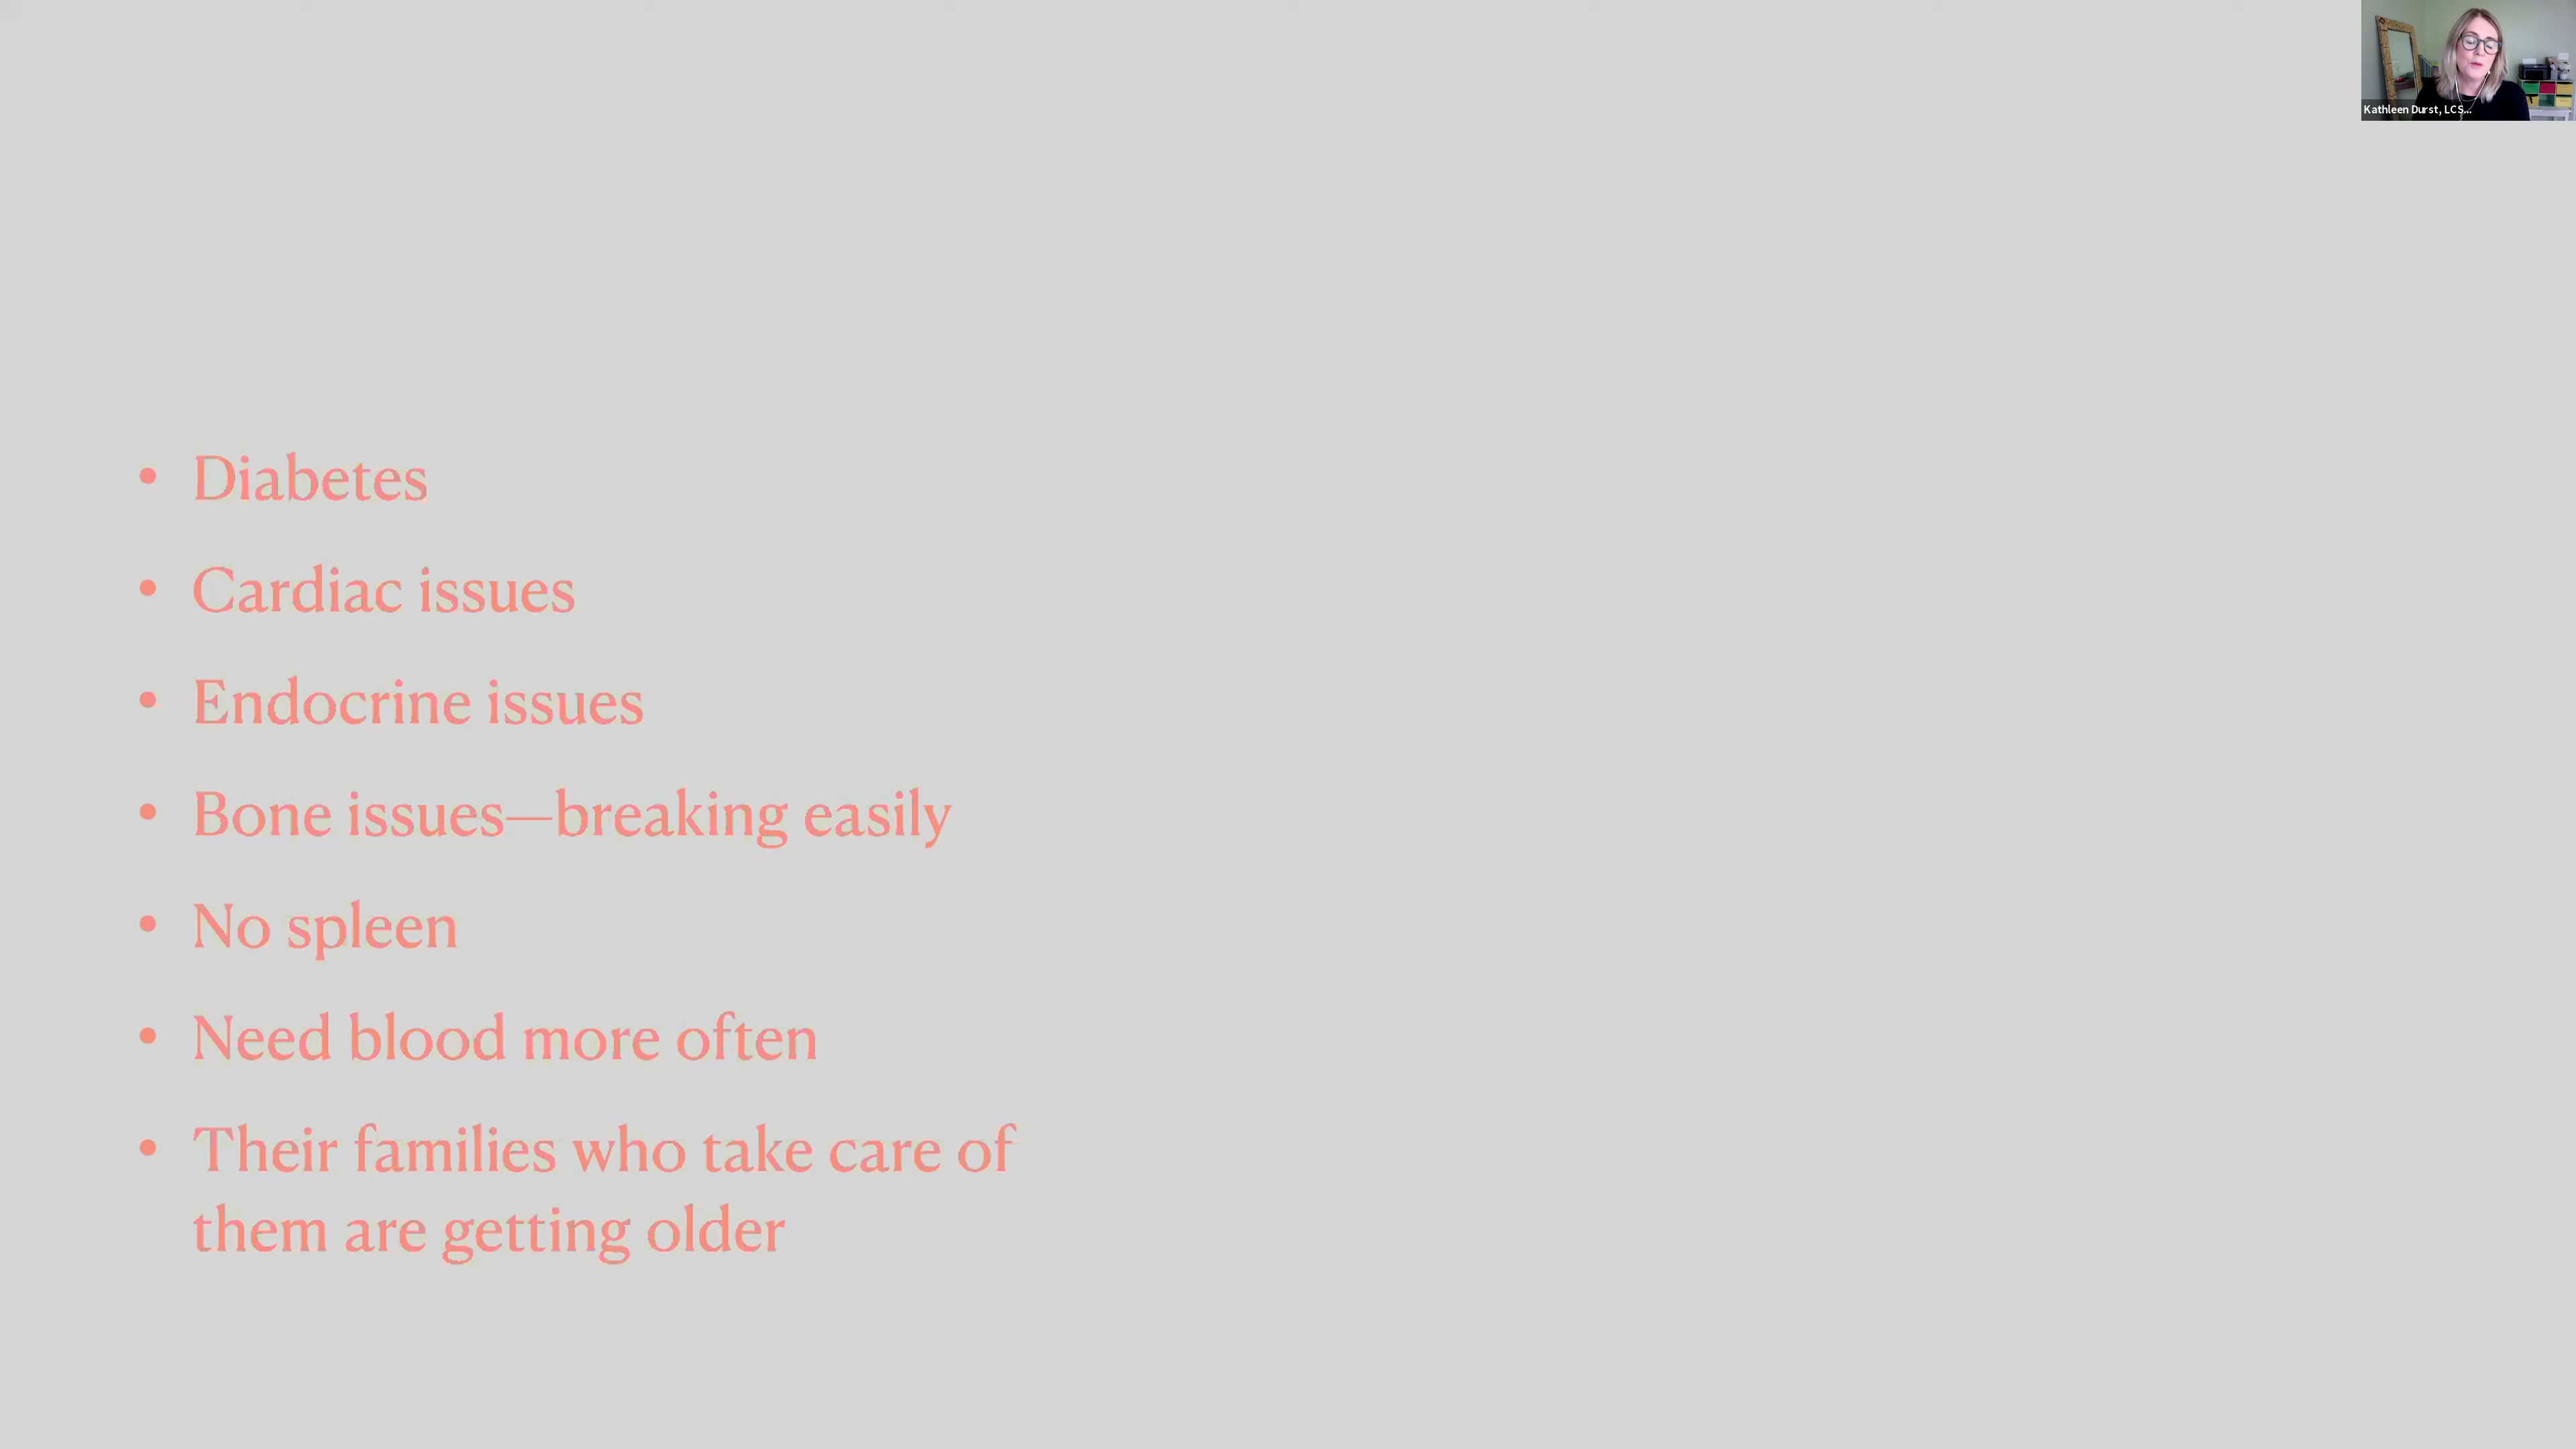 Kathleen Durst, LCS...
• Diabetes
• Cardiac issues
• Endocrine issues
• Bone issues—breaking easily
• No spleen
• Need blood more often
• Their families who take care of
them are getting older